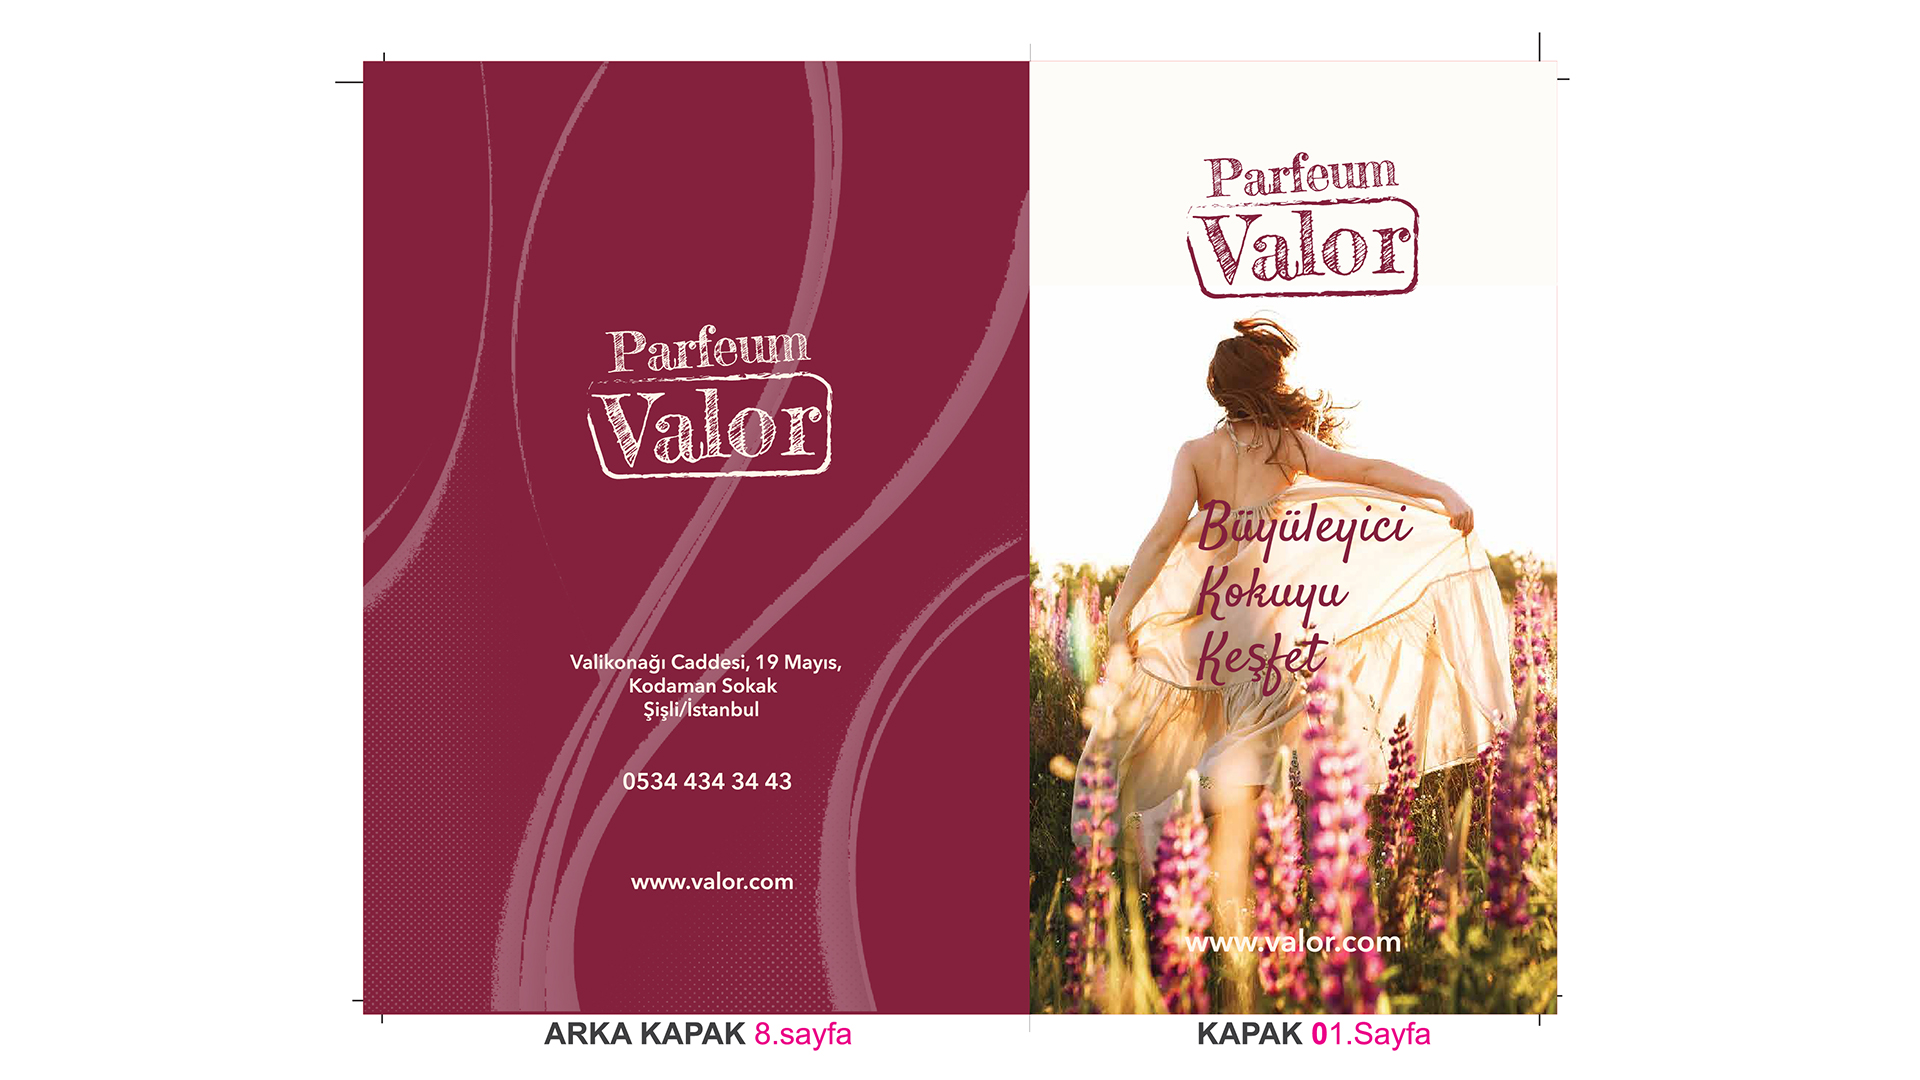 Parfeum
Valor
Valikonağı Caddesi, 19 Mayıs,
Kodaman Sokak
Şişli/İstanbul
0534 434 34 43
www.valor.com
ARKA KAPAK 8.sayfa
Parfeum
Valor
Büyüleyici
Kokuyu
Keşfet
www.valor.com
KAPAK 01.Sayfa